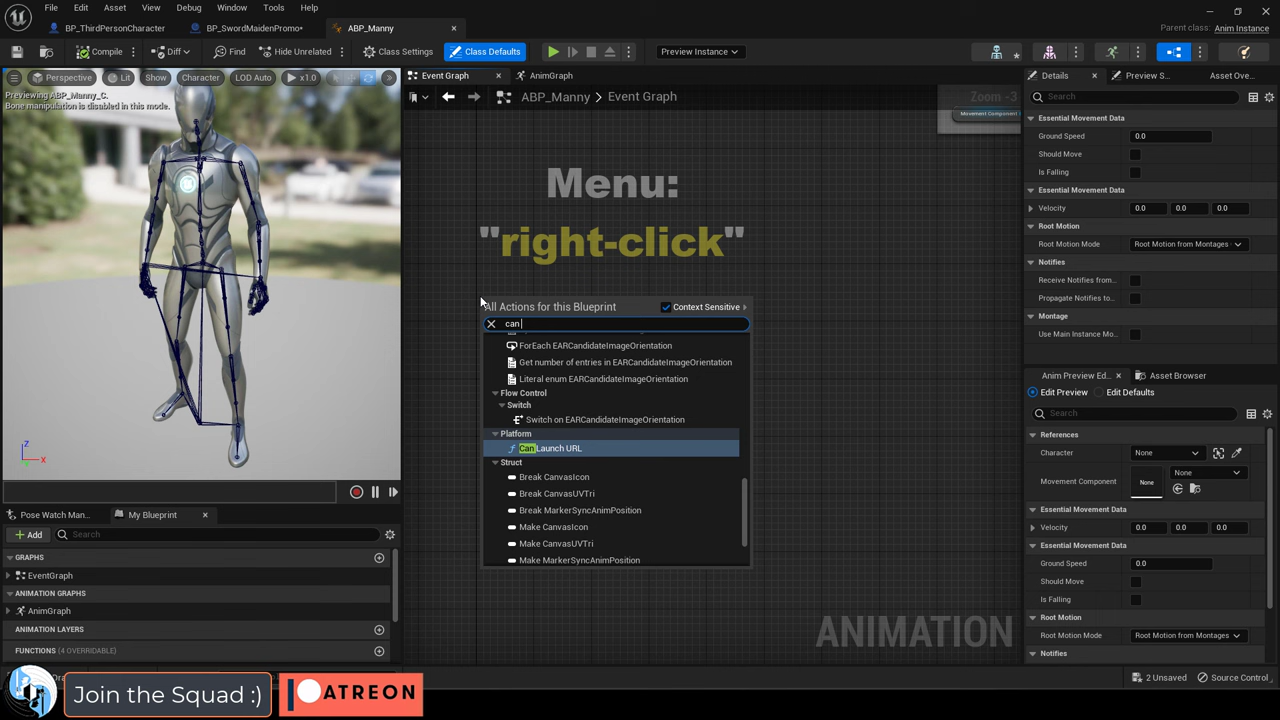 File Edit Asset View Debug Window Tools Help
BP_ThirdPersonCharacter BP_SwordMaidenPromo* ABP_Manny
Parent class: Anim Instance
Compile Diff Find Hide Unrelated Class Settings Class Defaults Preview Instance
Perspective Lit Show Character LOD Auto x1.0
Previewing ABP_Manny_C.
Bone manipulation is disabled in this mode.
Z
X
Pose Watch Man... My Blueprint
Add Search
GRAPHS
EventGraph
ANIMATION GRAPHS
AnimGraph
ANIMATION LAYERS
FUNCTIONS (4 OVERRIDABLE)
Event Graph AnimGraph
ABP_Manny > Event Graph
Zoom -3
Movement Component
Menu:
"right-click"
All Actions for this Blueprint Context Sensitive
can
ForEach EARCandidateImageOrientation
Get number of entries in EARCandidateImageOrientation
Literal enum EARCandidateImageOrientation
Flow Control
Switch
Switch on EARCandidateImageOrientation
Platform
Can Launch URL
Struct
Break CanvasIcon
Break CanvasUVTri
Break MarkerSyncAnimPosition
Make CanvasIcon
Make CanvasUVTri
Make MarkerSyncAnimPosition
ANIMATION
Details Preview S... Asset Ove...
Search
Essential Movement Data
Ground Speed 0.0
Should Move
Is Falling
Essential Movement Data
Velocity 0.0 0.0 0.0
Root Motion
Root Motion Mode Root Motion from Montages
Notifies
Receive Notifies from...
Propagate Notifies to...
Montage
Use Main Instance Mo...
Anim Preview Ed... Asset Browser
Edit Preview Edit Defaults
Search
References
Character None
Movement Component None None
Essential Movement Data
Velocity 0.0 0.0 0.0
Essential Movement Data
Ground Speed 0.0
Should Move
Is Falling
Root Motion
Root Motion Mode Root Motion from Montages
Notifies
2 Unsaved Source Control
Join the Squad :) PATREON